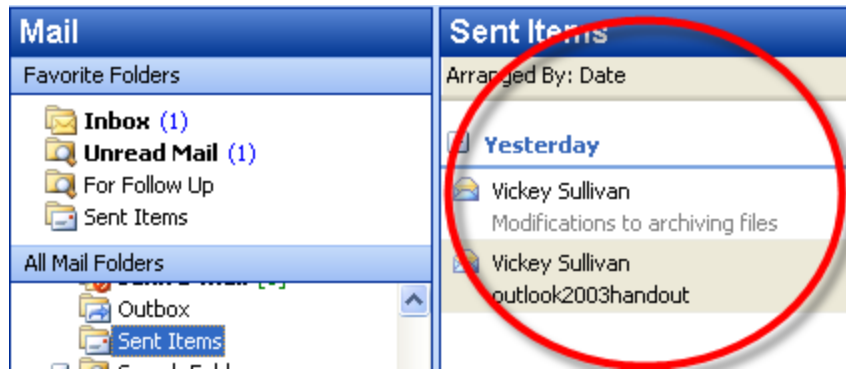 Mail
Favorite Folders
Inbox (1)
Unread Mail (1)
For Follow Up
Sent Items
All Mail Folders
Outbox
Sent Items
Sent Items
Arranged By: Date
Yesterday
Vickey Sullivan
Modifications to archiving files
Vickey Sullivan
outlook2003handout